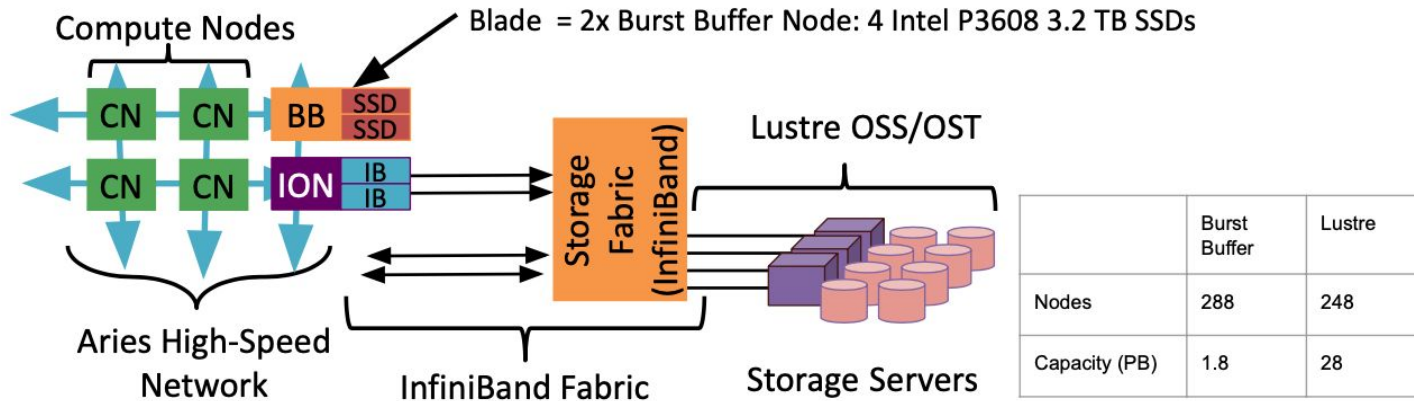 Blade = 2x Burst Buffer Node: 4 Intel P3608 3.2 TB SSDs
Compute Nodes
CN
CN
BB
SSD
SSD
CN
CN
ION
IB
IB
Storage
Fabric
(InfiniBand)
Lustre OSS/OST
Aries High-Speed
Network
InfiniBand Fabric
Storage Servers
Burst
Buffer
Lustre
Nodes
288
248
Capacity (PB)
1.8
28